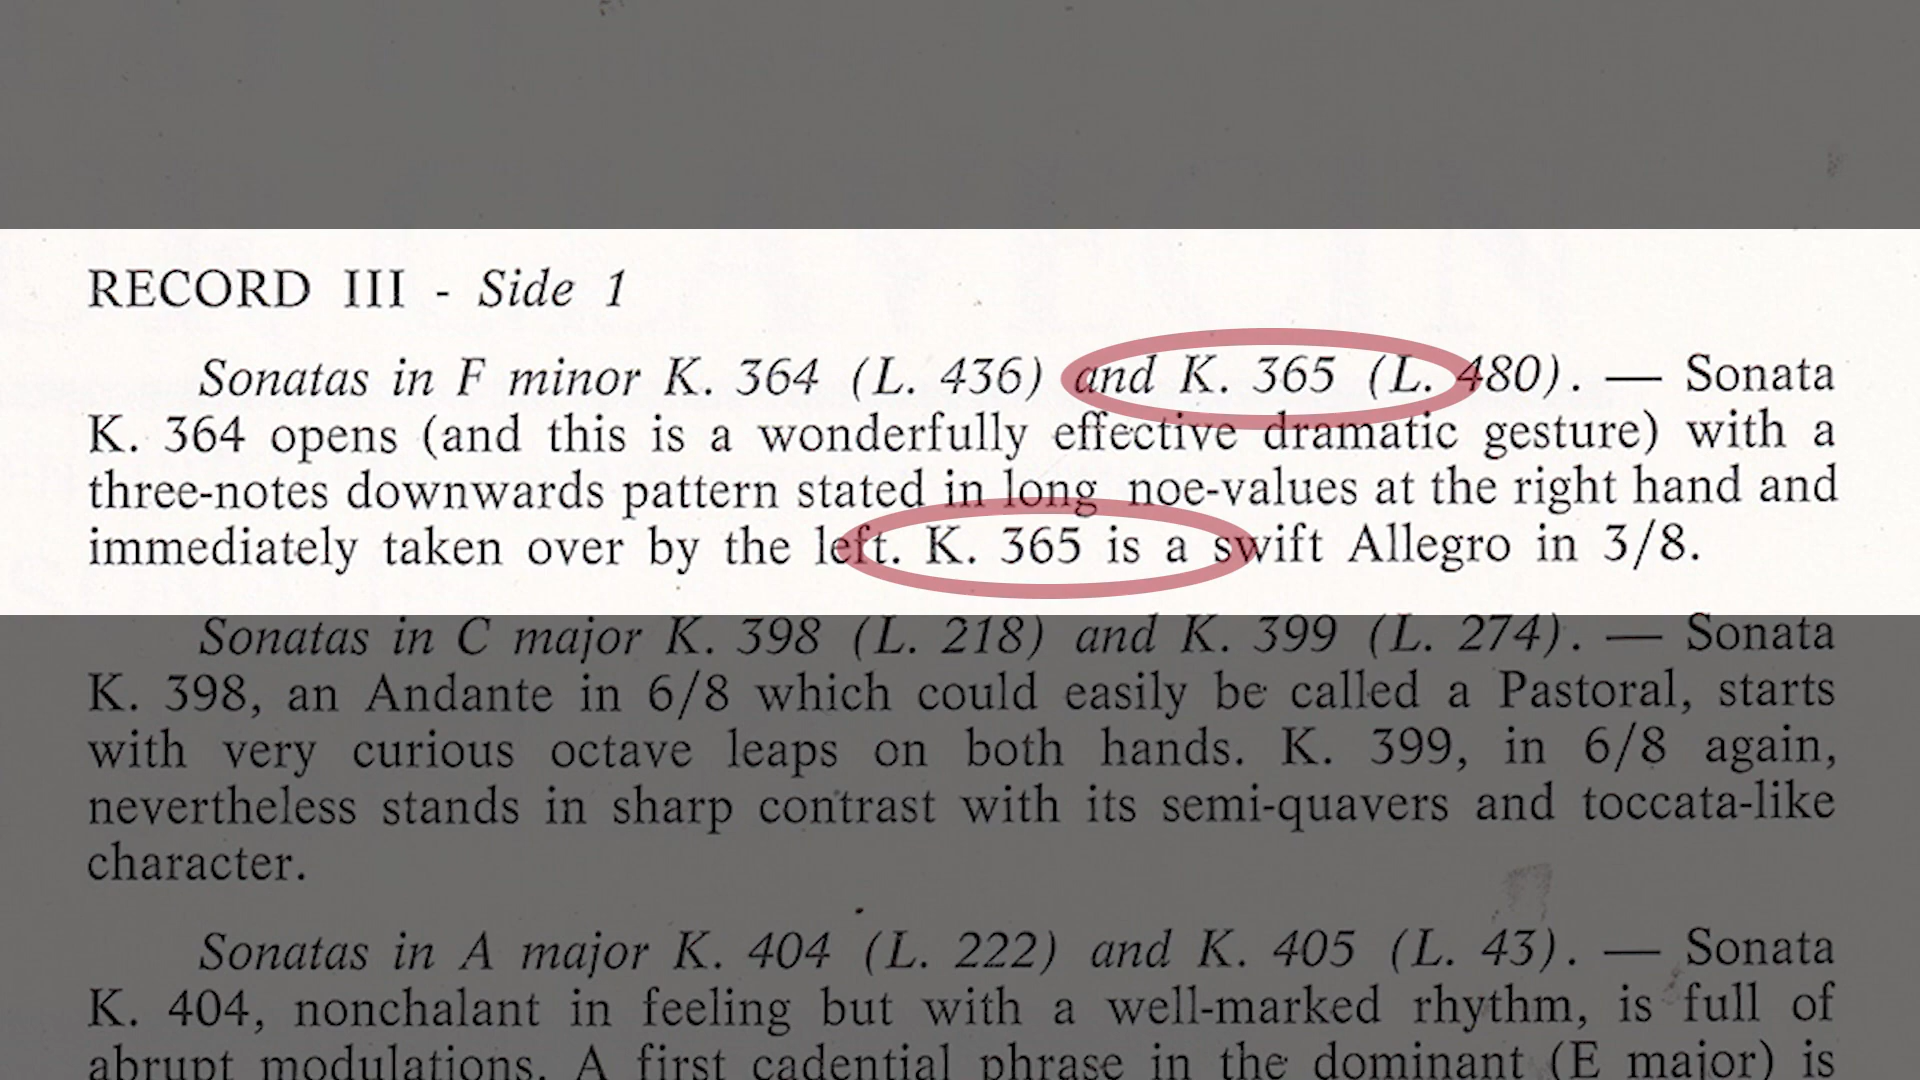 RECORD III - Side 1
Sonatas in F minor K. 364 (L. 436) and K. 365 (L. 480). — Sonata
K. 364 opens (and this is a wonderfully effective dramatic gesture) with a
three-notes downwards pattern stated in long noe-values at the right hand and
immediately taken over by the left. K. 365 is a swift Allegro in 3/8.
Sonatas in C major K. 398 (L. 218) and K. 399 (L. 274). — Sonata
K. 398, an Andante in 6/8 which could easily be called a Pastoral, starts
with very curious octave leaps on both hands. K. 399, in 6/8 again,
nevertheless stands in sharp contrast with its semi-quavers and toccata-like
character.
Sonatas in A major K. 404 (L. 222) and K. 405 (L. 43). — Sonata
K. 404, nonchalant in feeling but with a well-marked rhythm, is full of
abrupt modulations. A first cadential phrase in the dominant (E major) is